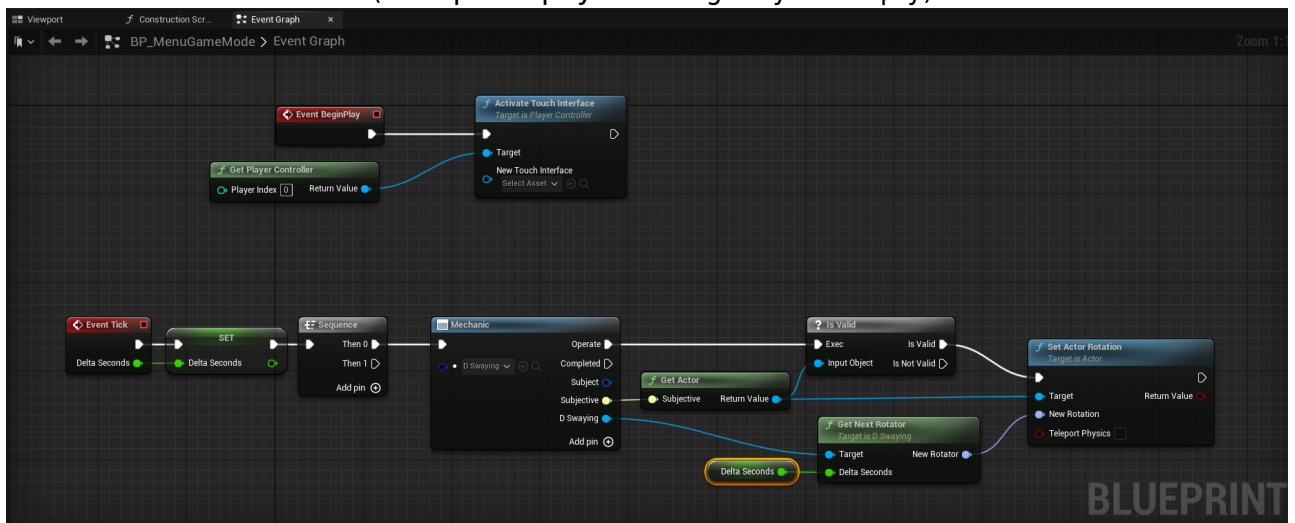 Viewport
Construction Scr...
Event Graph
BP_MenuGameMode > Event Graph
Zoom 1:1
Event BeginPlay
Activate Touch Interface
Target is Player Controller
Target
New Touch Interface
Select Asset
Get Player Controller
Player Index 0
Return Value
Event Tick
Delta Seconds
SET
Delta Seconds
Sequence
Then 0
Then 1
Add pin
Mechanic
D Swaying
Operate
Completed
Subject
Subjective
D Swaying
Add pin
Get Actor
Subjective
Return Value
Is Valid
Exec
Is Valid
Input Object
Is Not Valid
Delta Seconds
Get Next Rotator
Target is D Swaying
Target
New Rotator
Delta Seconds
Set Actor Rotation
Target is Actor
Target
Return Value
New Rotation
Teleport Physics
BLUEPRINT